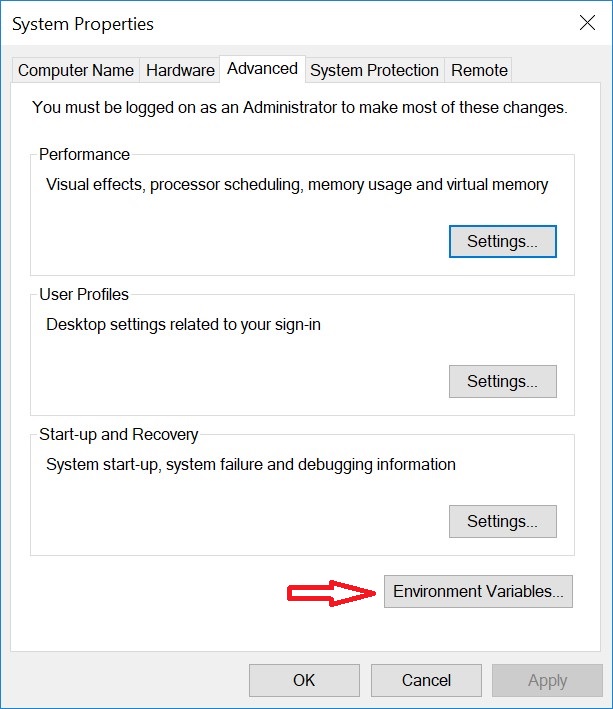 System Properties
Computer Name Hardware Advanced System Protection Remote
You must be logged on as an Administrator to make most of these changes.
Performance
Visual effects, processor scheduling, memory usage and virtual memory
Settings...
User Profiles
Desktop settings related to your sign-in
Settings...
Start-up and Recovery
System start-up, system failure and debugging information
Settings...
Environment Variables...
OK Cancel Apply